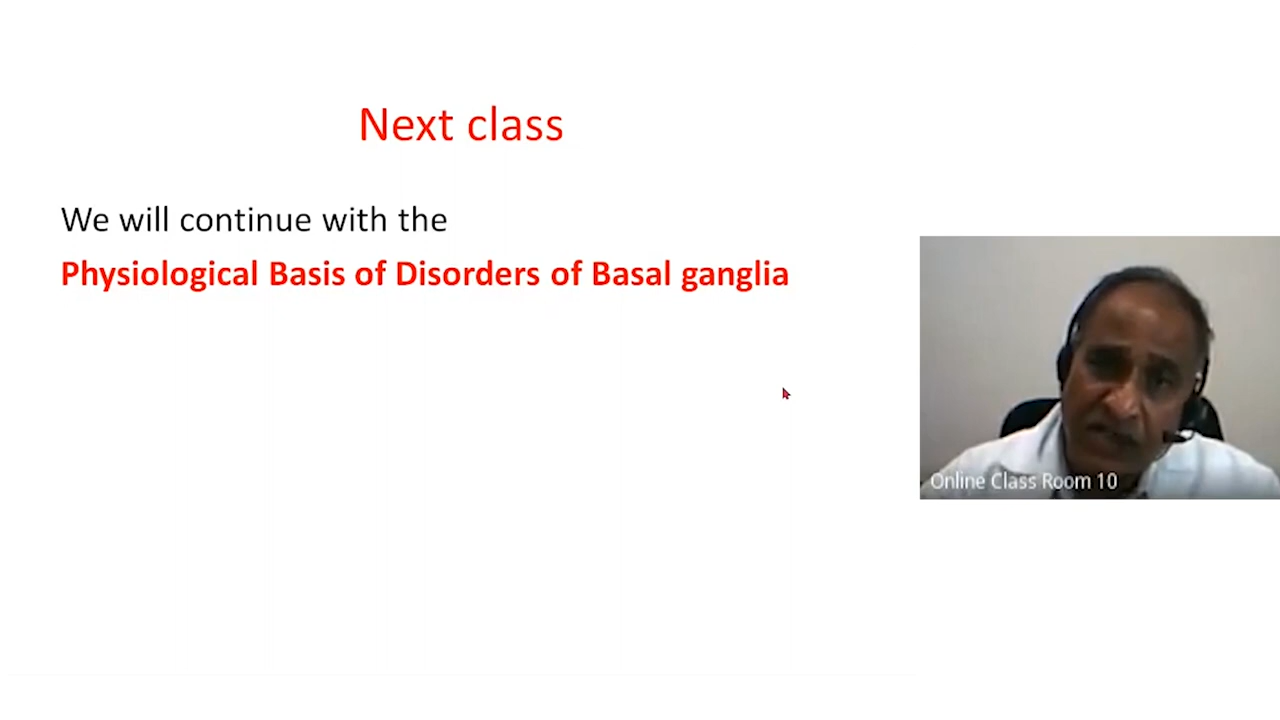 Next class
We will continue with the
Physiological Basis of Disorders of Basal ganglia
Online Class Room 10